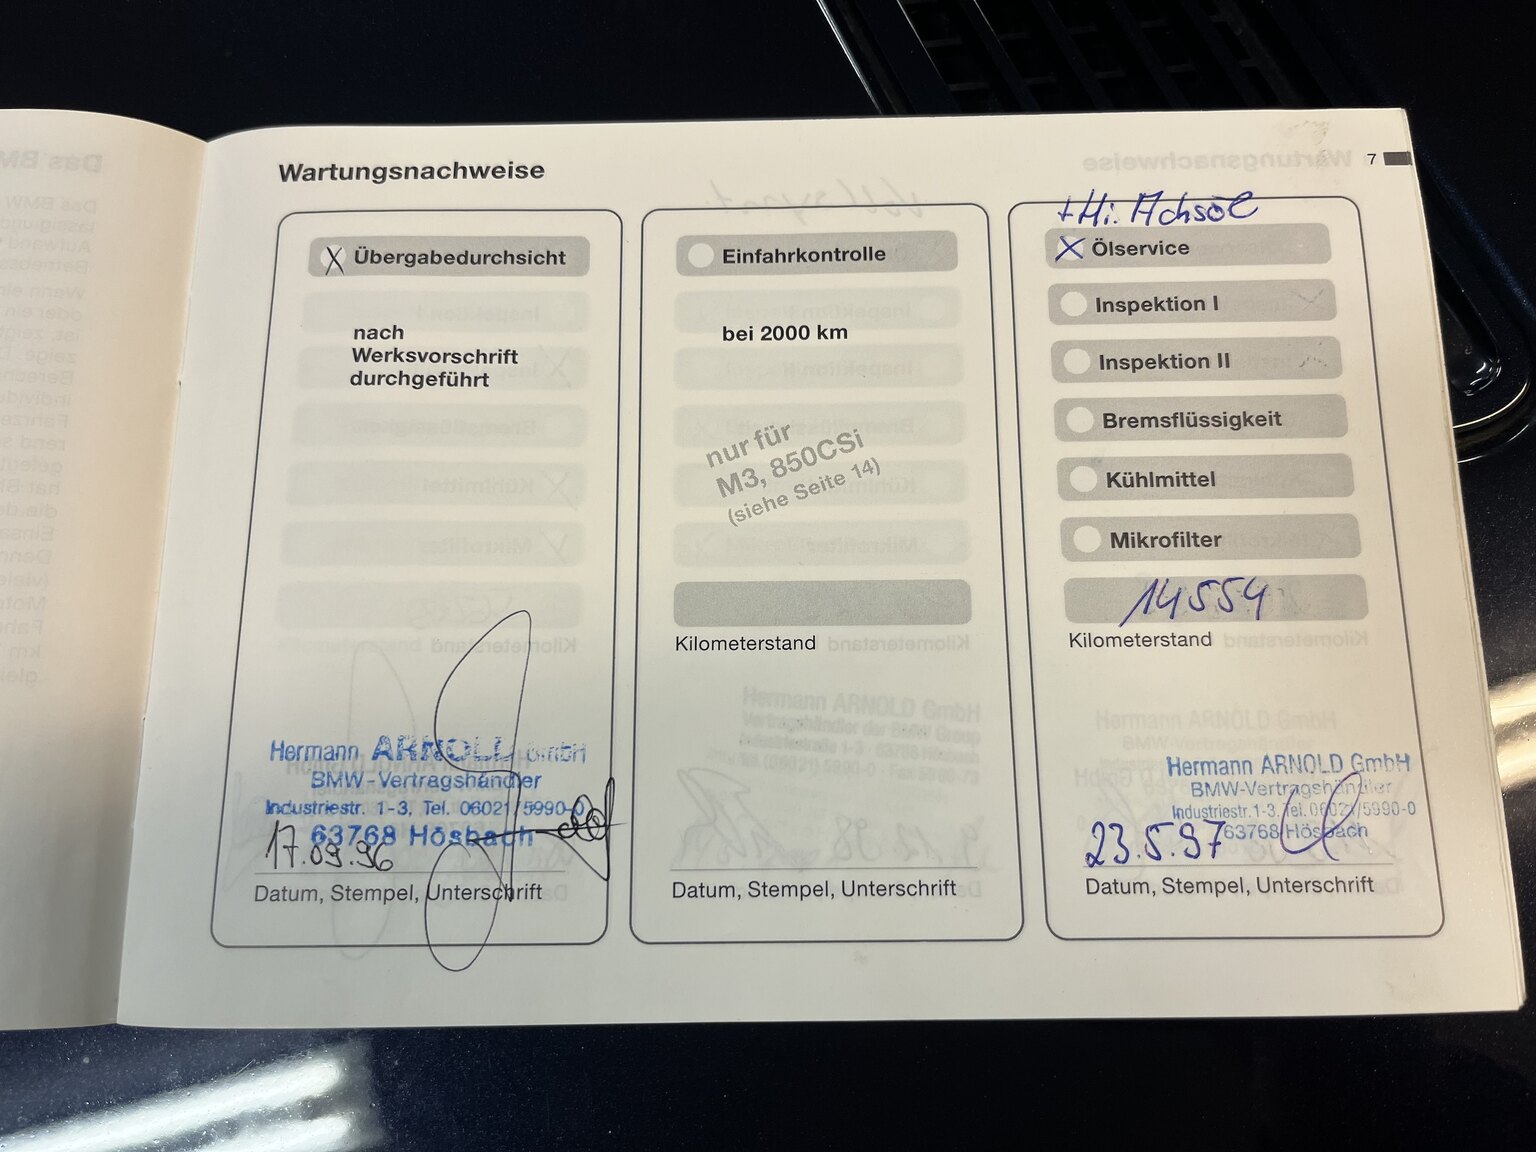 Das BM
Wartungsnachweise
7
X Übergabedurchsicht
nach
Werksvorschrift
durchgeführt
Hermann ARNOLD GmbH
BMW-Vertragshändler
Industriestr. 1-3, Tel. 06021/5990-0
63768 Hösbach
17.09.96
Datum, Stempel, Unterschrift
Einfahrkontrolle
bei 2000 km
nur für
M3, 850CSi
(siehe Seite 14)
Kilometerstand
Datum, Stempel, Unterschrift
+Hi. Achsöl
X Ölservice
Inspektion I
Inspektion II
Bremsflüssigkeit
Kühlmittel
Mikrofilter
14554
Kilometerstand
Hermann ARNOLD GmbH
BMW-Vertragshändler
Industriestr. 1-3, Tel. 06021/5990-0
63768 Hösbach
23.5.97
Datum, Stempel, Unterschrift